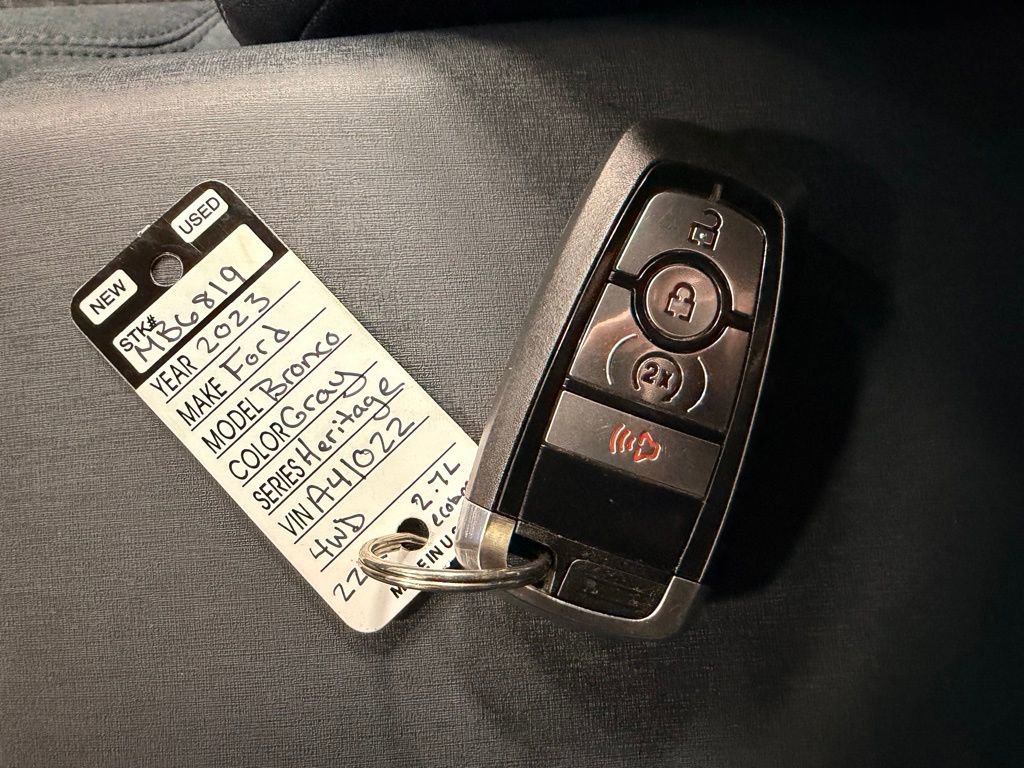 NEW USED
STK# MB6819
YEAR 2023
MAKE Ford
MODEL Bronco
COLOR Gray
SERIES Heritage
VIN A41022
4WD 2.7L
2X